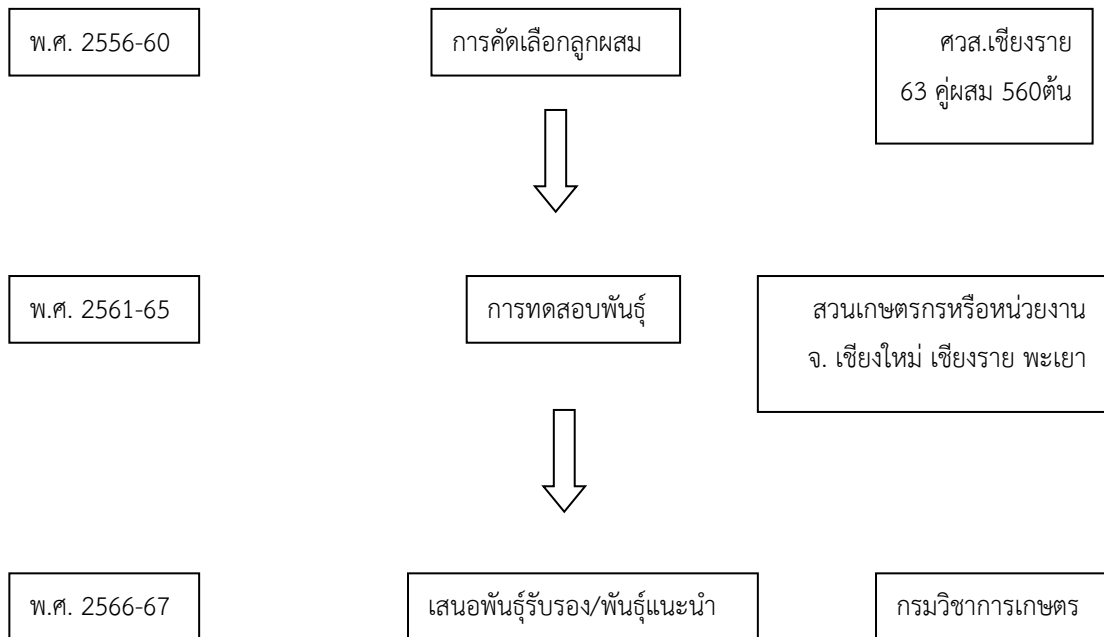 พ.ศ. 2556-60
การคัดเลือกลูกผสม
ศวส.เชียงราย
63 คู่ผสม 560ต้น
พ.ศ. 2561-65
การทดสอบพันธุ์
สวนเกษตรกรหรือหน่วยงาน
จ. เชียงใหม่ เชียงราย พะเยา
พ.ศ. 2566-67
เสนอพันธุ์รับรอง/พันธุ์แนะนำ
กรมวิชาการเกษตร